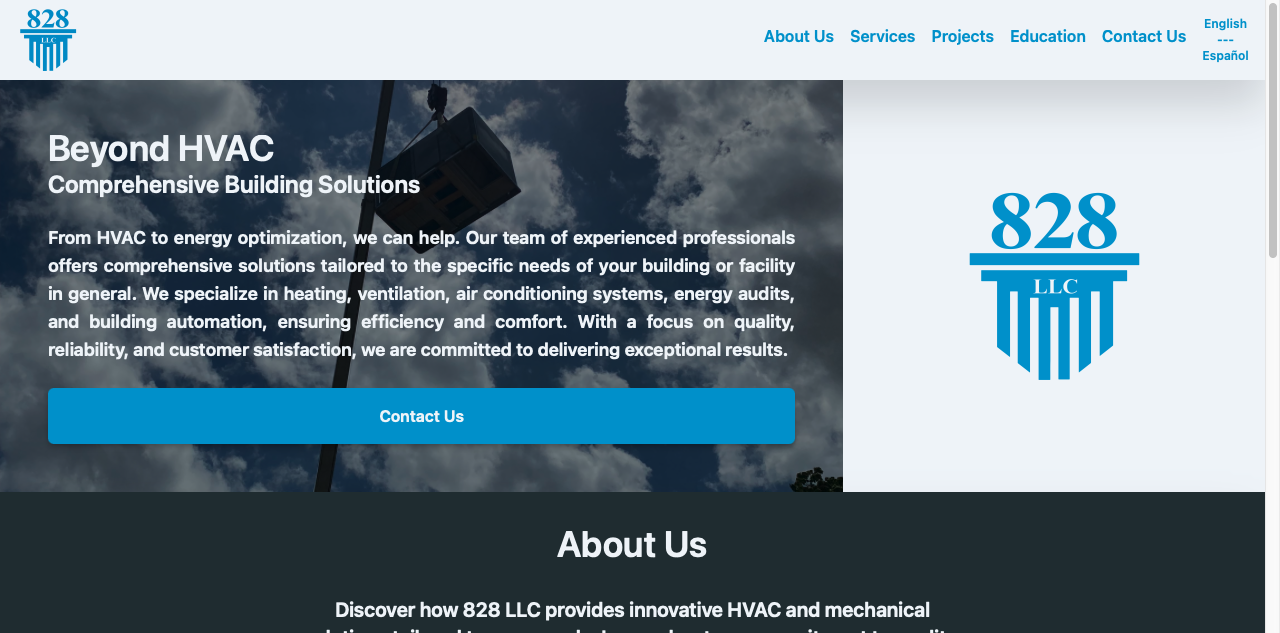 828
LLC
About Us
Services
Projects
Education
Contact Us
English
---
Español
Beyond HVAC
Comprehensive Building Solutions
From HVAC to energy optimization, we can help. Our team of experienced professionals
offers comprehensive solutions tailored to the specific needs of your building or facility
in general. We specialize in heating, ventilation, air conditioning systems, energy audits,
and building automation, ensuring efficiency and comfort. With a focus on quality,
reliability, and customer satisfaction, we are committed to delivering exceptional results.
Contact Us
828
LLC
About Us
Discover how 828 LLC provides innovative HVAC and mechanical